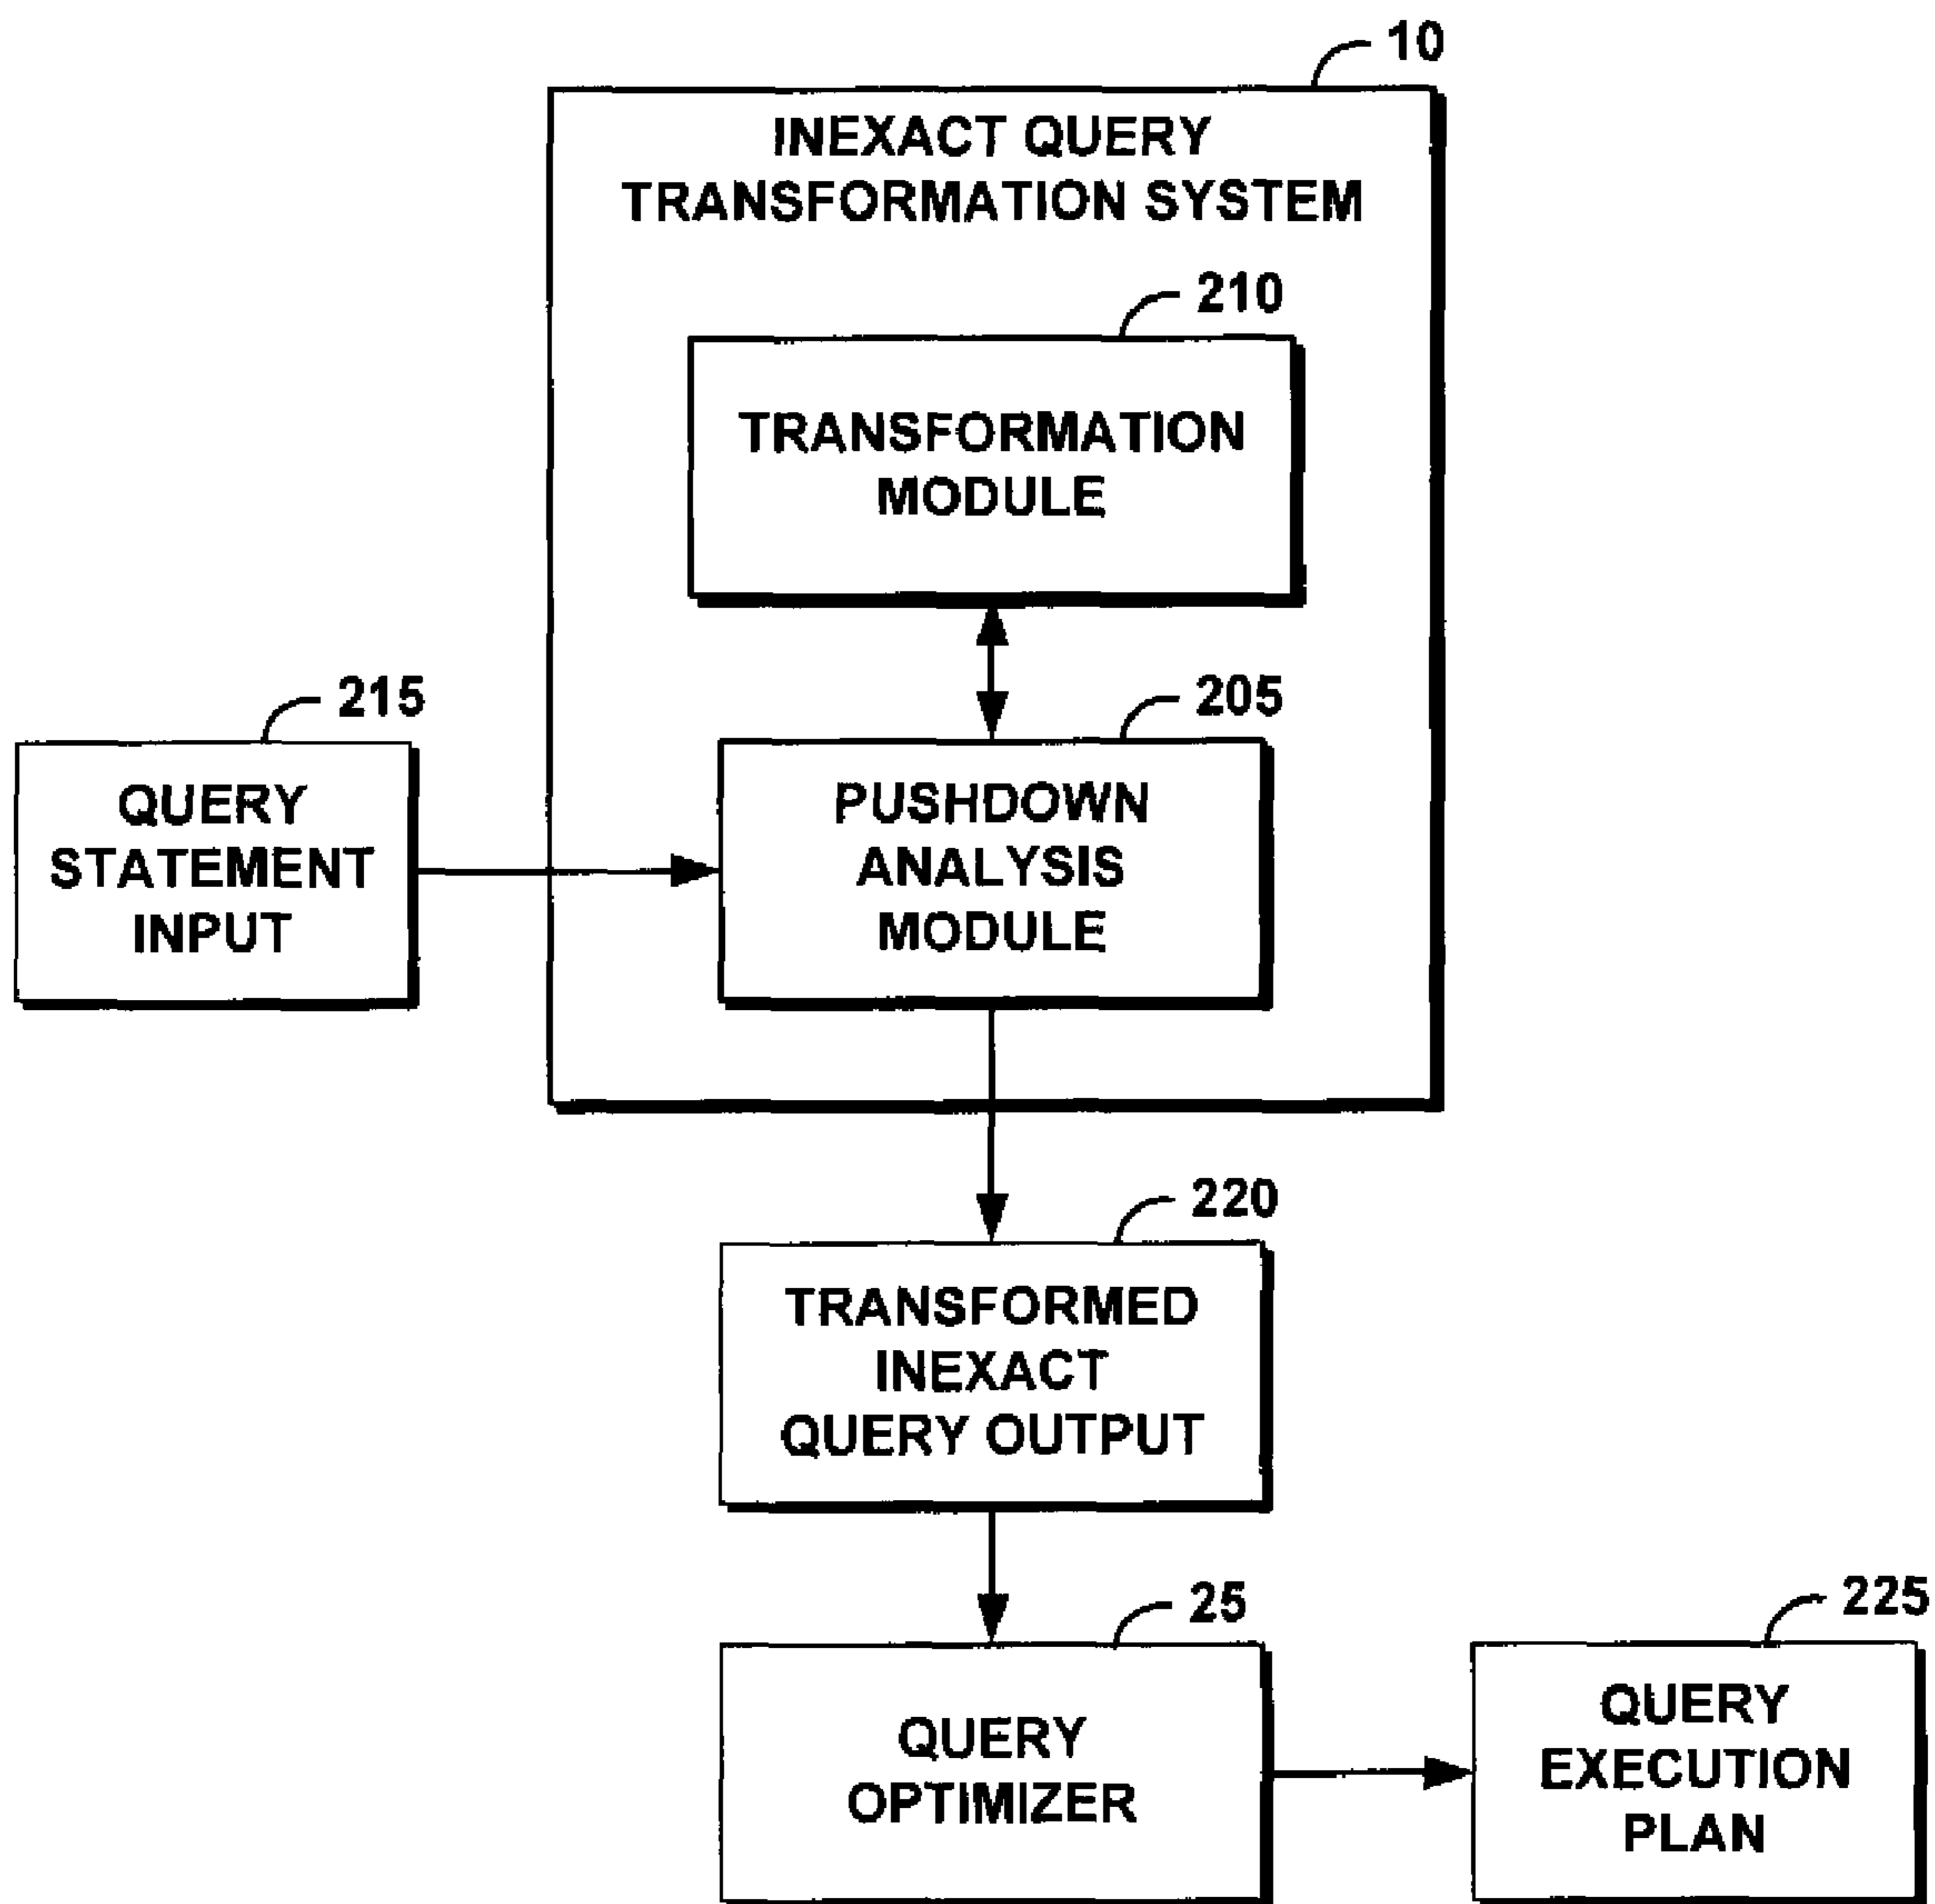 10
INEXACT QUERY
TRANSFORMATION SYSTEM
210
TRANSFORMATION
MODULE
215
QUERY
STATEMENT
INPUT
205
PUSHDOWN
ANALYSIS
MODULE
220
TRANSFORMED
INEXACT
QUERY OUTPUT
25
QUERY
OPTIMIZER
225
QUERY
EXECUTION
PLAN